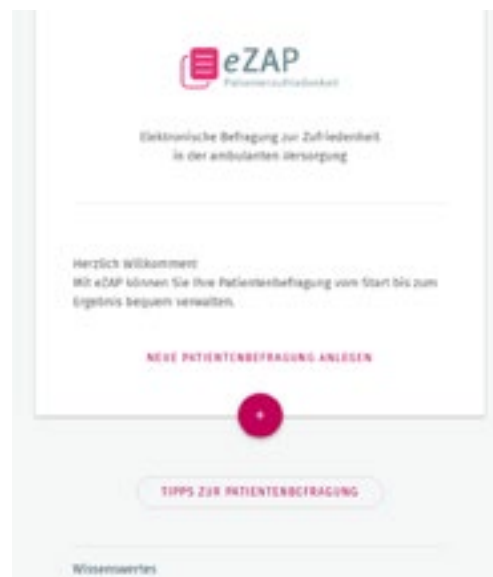 eZAP
Patientenzufriedenheit
Elektronische Befragung zur Zufriedenheit
in der ambulanten Versorgung
Herzlich Willkommen!
Mit eZAP können Sie Ihre Patientenbefragung vom Start bis zum
Ergebnis bequem verwalten.
NEUE PATIENTENBEFRAGUNG ANLEGEN
+
TIPPS ZUR PATIENTENBEFRAGUNG
Wissenswertes